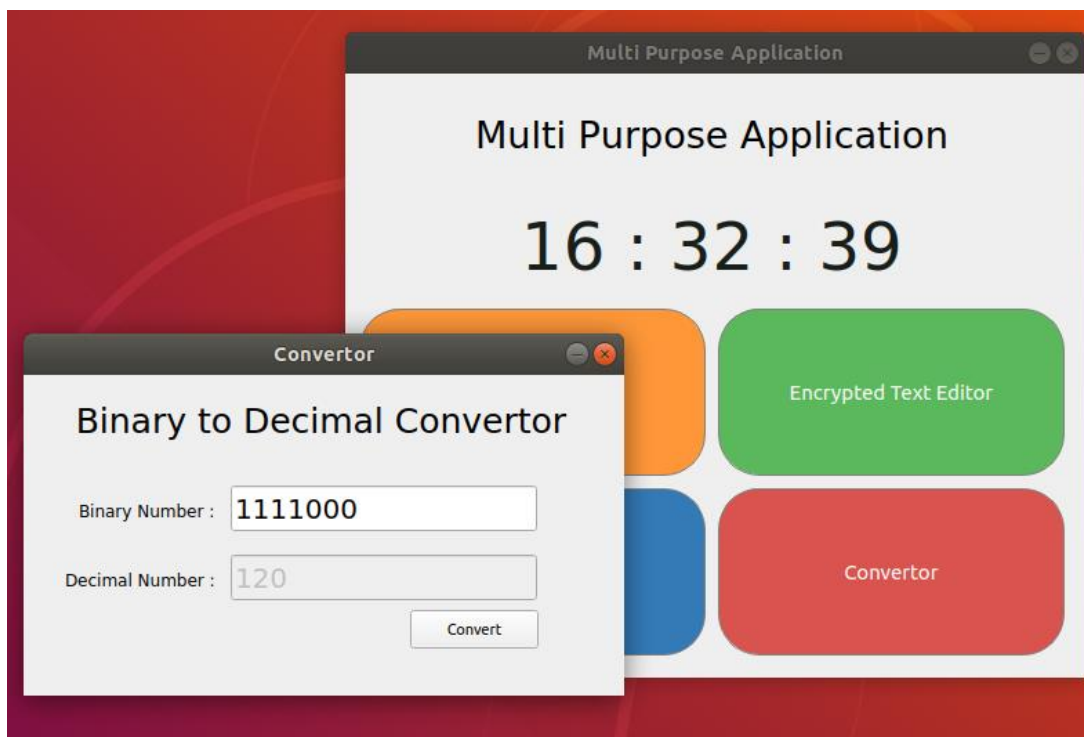 Multi Purpose Application
Multi Purpose Application
16 : 32 : 39
Encrypted Text Editor
Convertor
Convertor
Binary to Decimal Convertor
Binary Number : 1111000
Decimal Number : 120
Convert